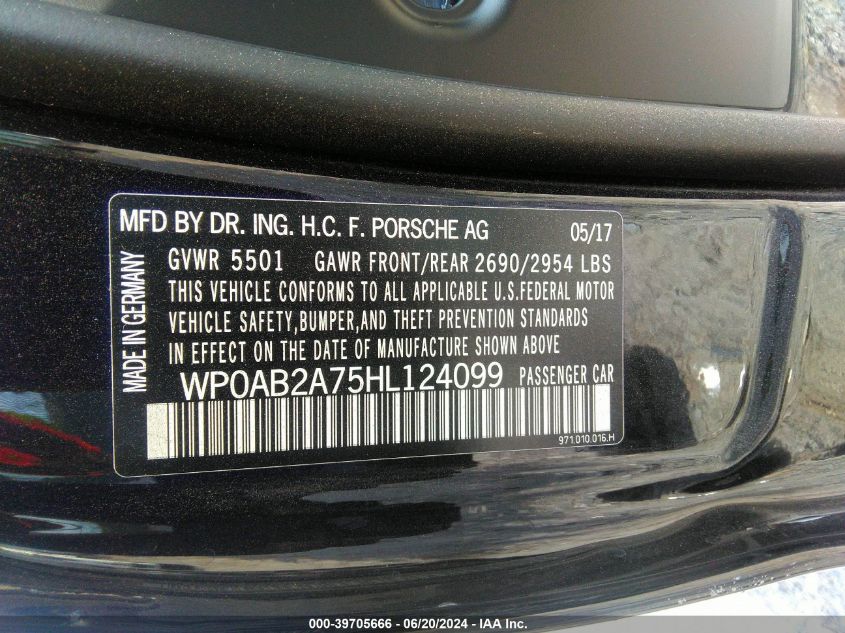 MFD BY DR. ING. H.C. F. PORSCHE AG 05/17
GVWR 5501 GAWR FRONT/REAR 2690/2954 LBS
THIS VEHICLE CONFORMS TO ALL APPLICABLE U.S.FEDERAL MOTOR
VEHICLE SAFETY,BUMPER,AND THEFT PREVENTION STANDARDS
IN EFFECT ON THE DATE OF MANUFACTURE SHOWN ABOVE
WP0AB2A75HL124099 PASSENGER CAR
971.010.016.H
MADE IN GERMANY
000-39705666 - 06/20/2024 - IAA Inc.